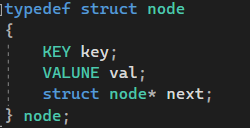 typedef struct node
{
    KEY key;
    VALUNE val;
    struct node* next;
} node;